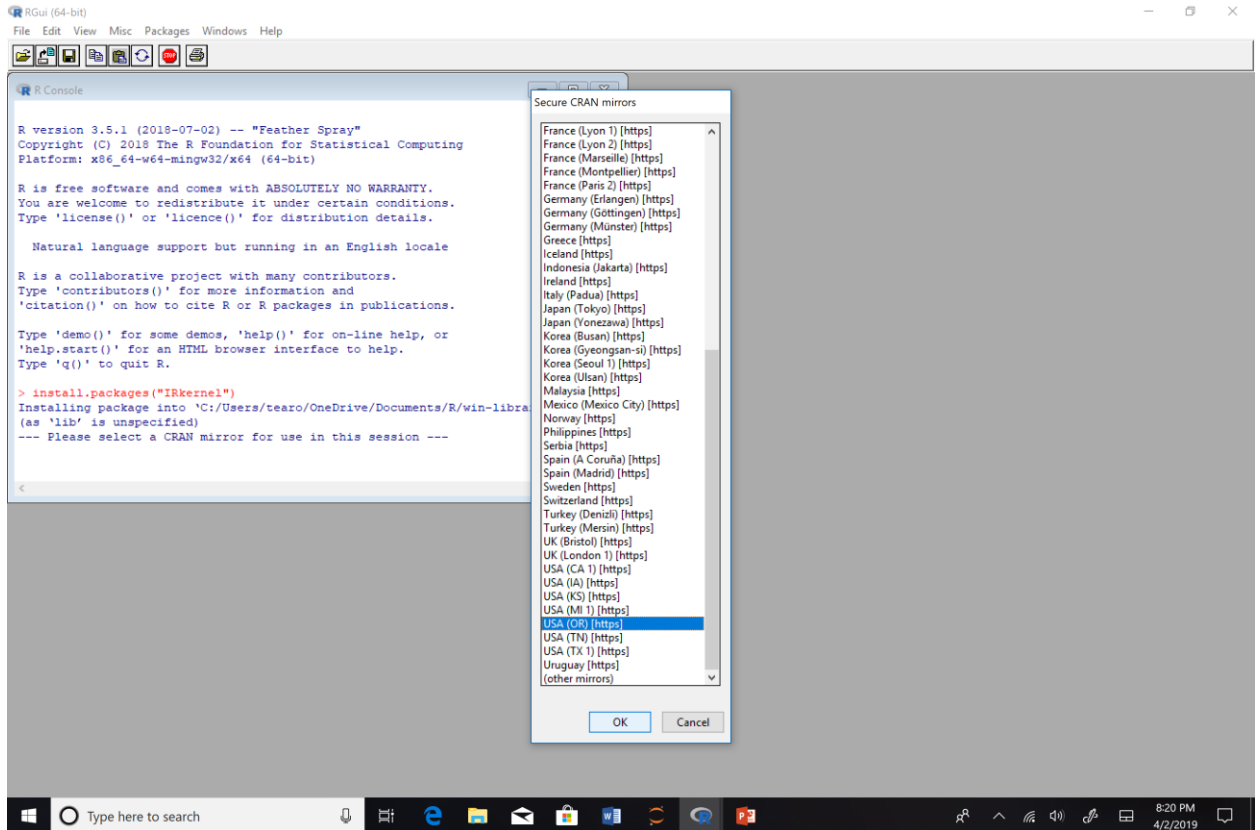 RGui (64-bit)
File Edit View Misc Packages Windows Help
R Console
R version 3.5.1 (2018-07-02) -- "Feather Spray"
Copyright (C) 2018 The R Foundation for Statistical Computing
Platform: x86_64-w64-mingw32/x64 (64-bit)
R is free software and comes with ABSOLUTELY NO WARRANTY.
You are welcome to redistribute it under certain conditions.
Type 'license()' or 'licence()' for distribution details.
Natural language support but running in an English locale
R is a collaborative project with many contributors.
Type 'contributors()' for more information and
'citation()' on how to cite R or R packages in publications.
Type 'demo()' for some demos, 'help()' for on-line help, or
'help.start()' for an HTML browser interface to help.
Type 'q()' to quit R.
> install.packages("IRkernel")
Installing package into ‘C:/Users/tearo/OneDrive/Documents/R/win-libra
(as ‘lib’ is unspecified)
--- Please select a CRAN mirror for use in this session ---
Secure CRAN mirrors
France (Lyon 1) [https]
France (Lyon 2) [https]
France (Marseille) [https]
France (Montpellier) [https]
France (Paris 2) [https]
Germany (Erlangen) [https]
Germany (Göttingen) [https]
Germany (Münster) [https]
Greece [https]
Iceland [https]
Indonesia (Jakarta) [https]
Ireland [https]
Italy (Padua) [https]
Japan (Tokyo) [https]
Japan (Yonezawa) [https]
Korea (Busan) [https]
Korea (Gyeongsan-si) [https]
Korea (Seoul 1) [https]
Korea (Ulsan) [https]
Malaysia [https]
Mexico (Mexico City) [https]
Norway [https]
Philippines [https]
Serbia [https]
Spain (A Coruña) [https]
Spain (Madrid) [https]
Sweden [https]
Switzerland [https]
Turkey (Denizli) [https]
Turkey (Mersin) [https]
UK (Bristol) [https]
UK (London 1) [https]
USA (CA 1) [https]
USA (IA) [https]
USA (KS) [https]
USA (MI 1) [https]
USA (OR) [https]
USA (TN) [https]
USA (TX 1) [https]
Uruguay [https]
(other mirrors)
OK Cancel
Type here to search
8:20 PM
4/2/2019